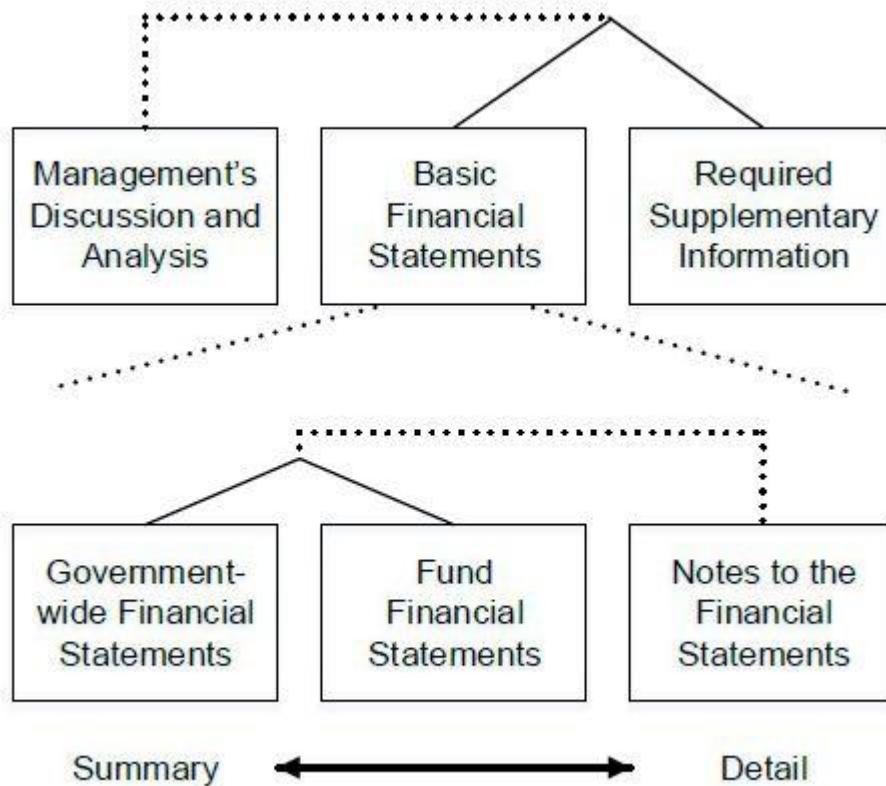 Management's
Discussion and
Analysis
Basic
Financial
Statements
Required
Supplementary
Information
Government-
wide Financial
Statements
Fund
Financial
Statements
Notes to the
Financial
Statements
Summary
Detail